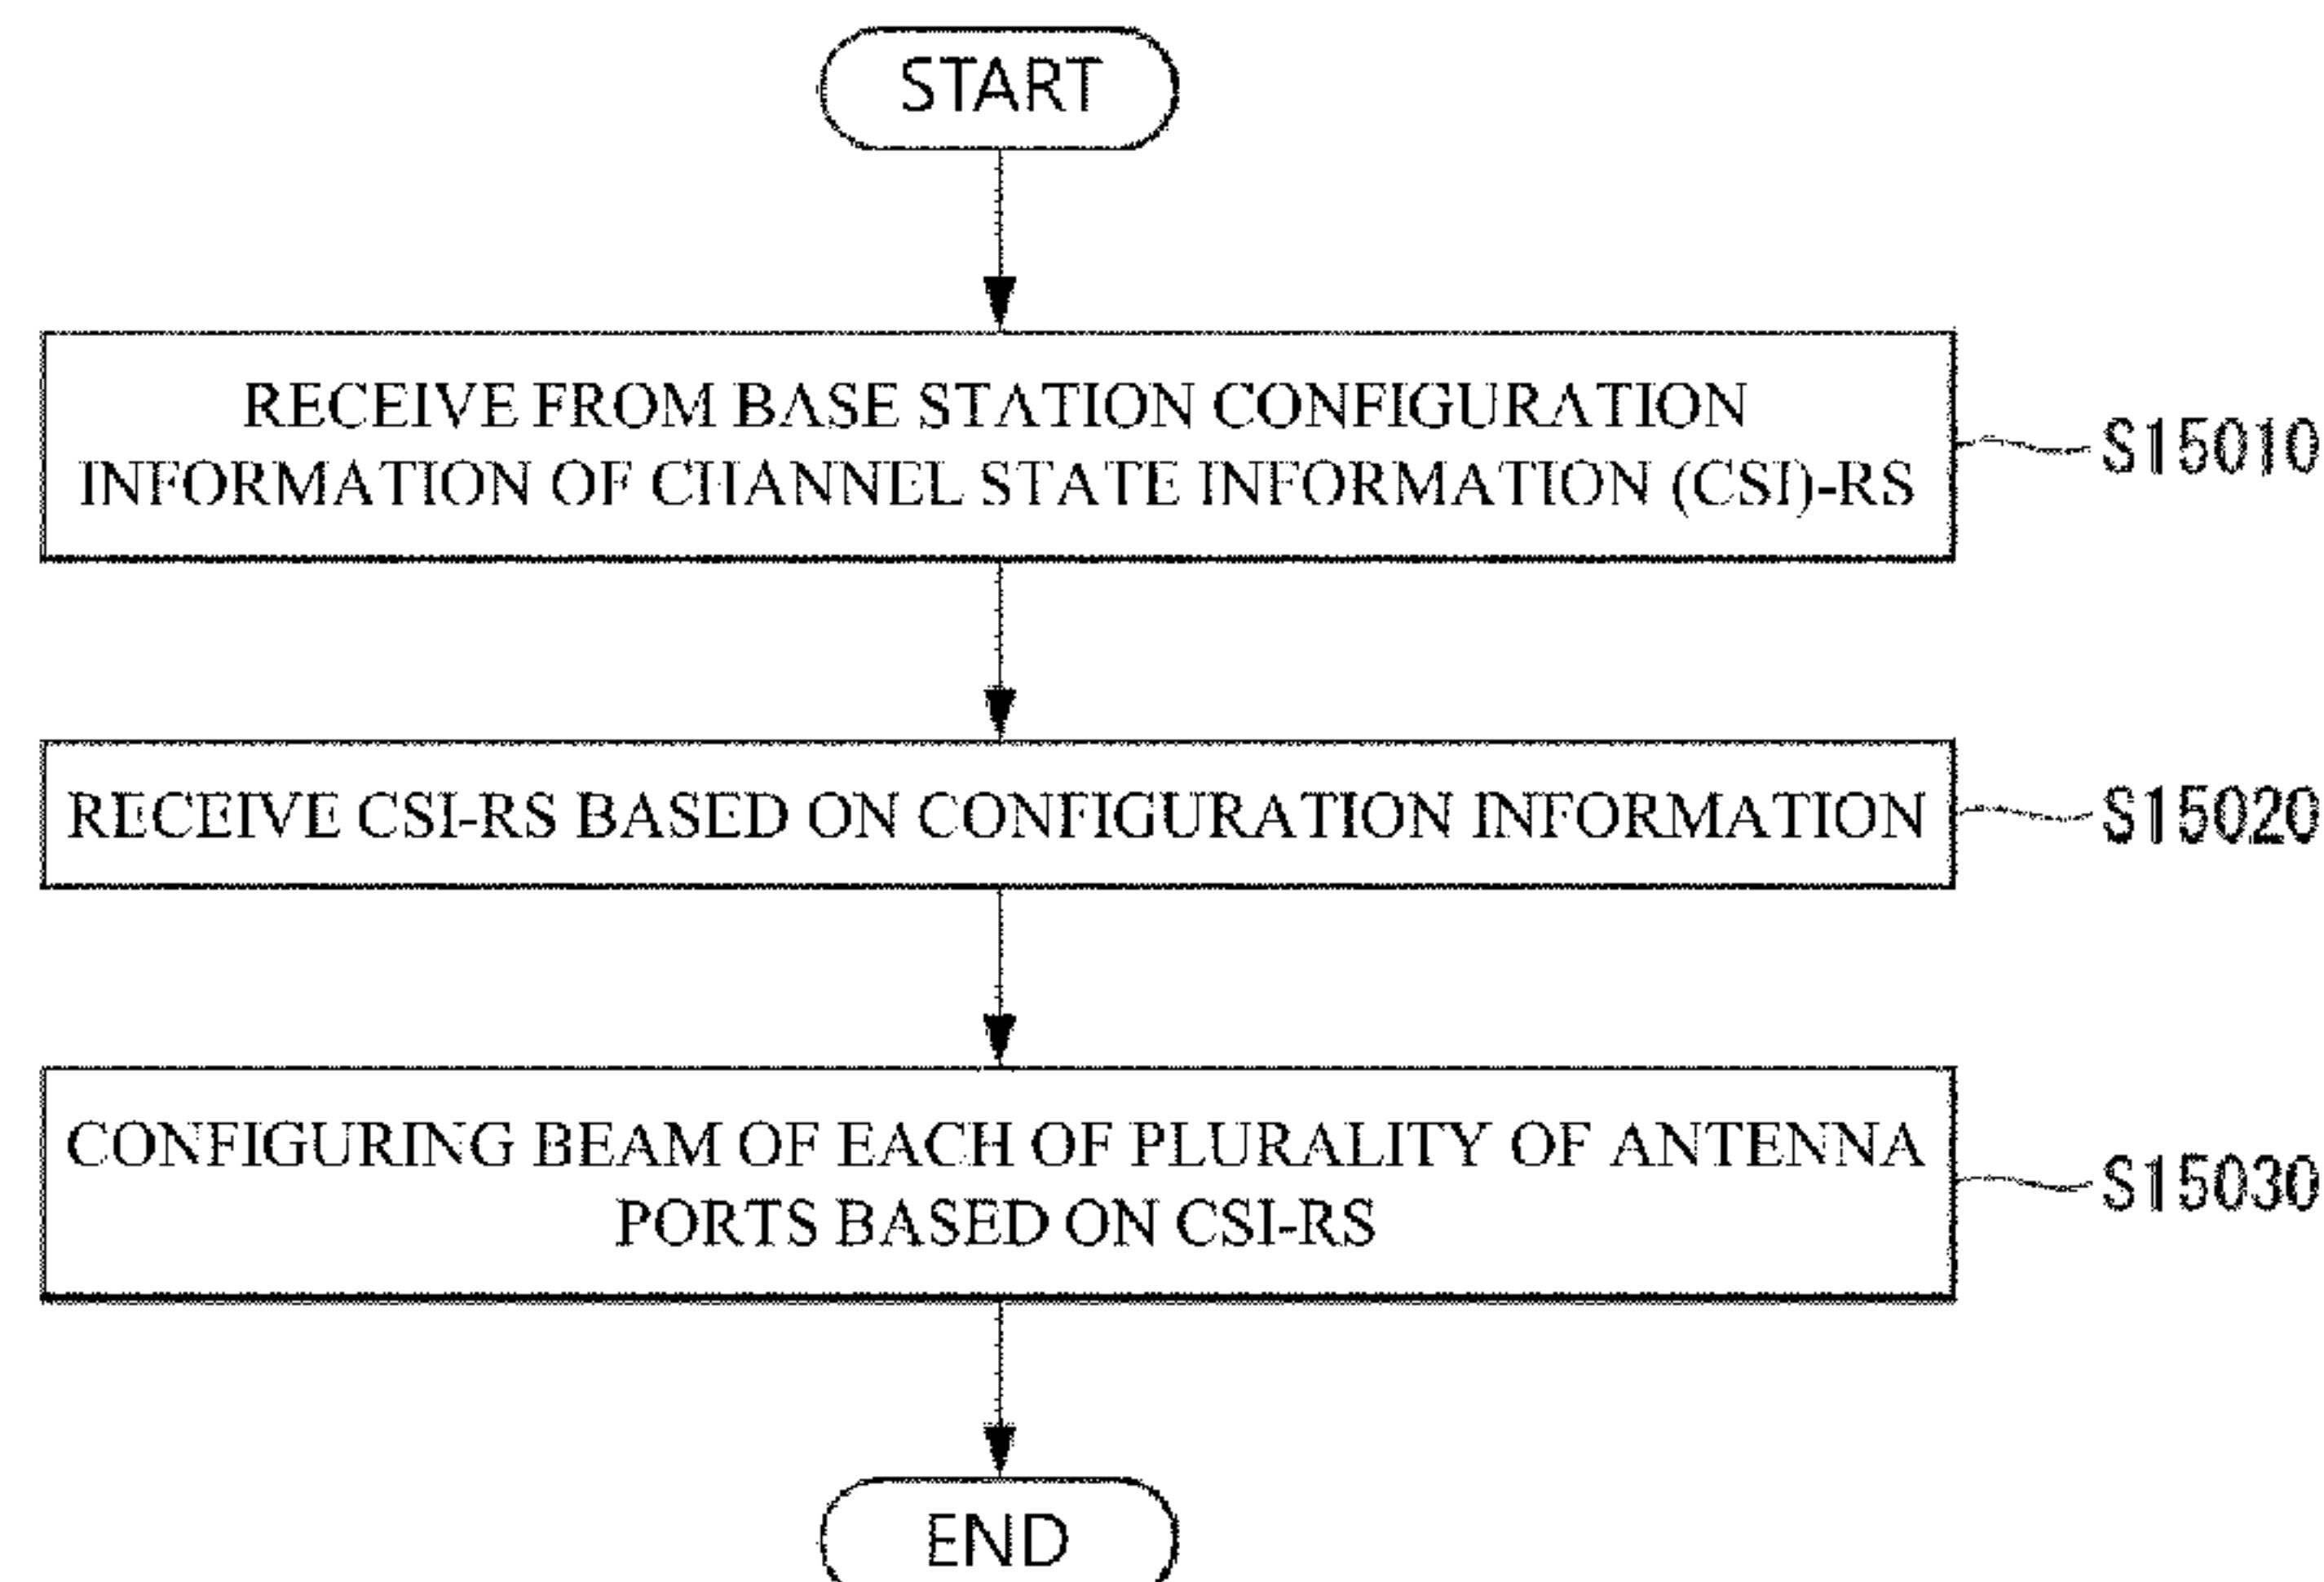 START
RECEIVE FROM BASE STATION CONFIGURATION
INFORMATION OF CHANNEL STATE INFORMATION (CSI)-RS
S15010
RECEIVE CSI-RS BASED ON CONFIGURATION INFORMATION
S15020
CONFIGURING BEAM OF EACH OF PLURALITY OF ANTENNA
PORTS BASED ON CSI-RS
S15030
END